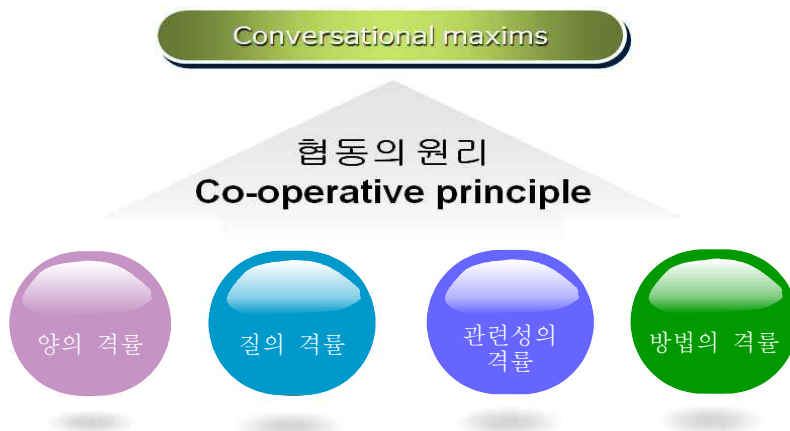 Conversational maxims
협동의 원리
Co-operative principle
양의 격률
질의 격률
관련성의
격률
방법의 격률